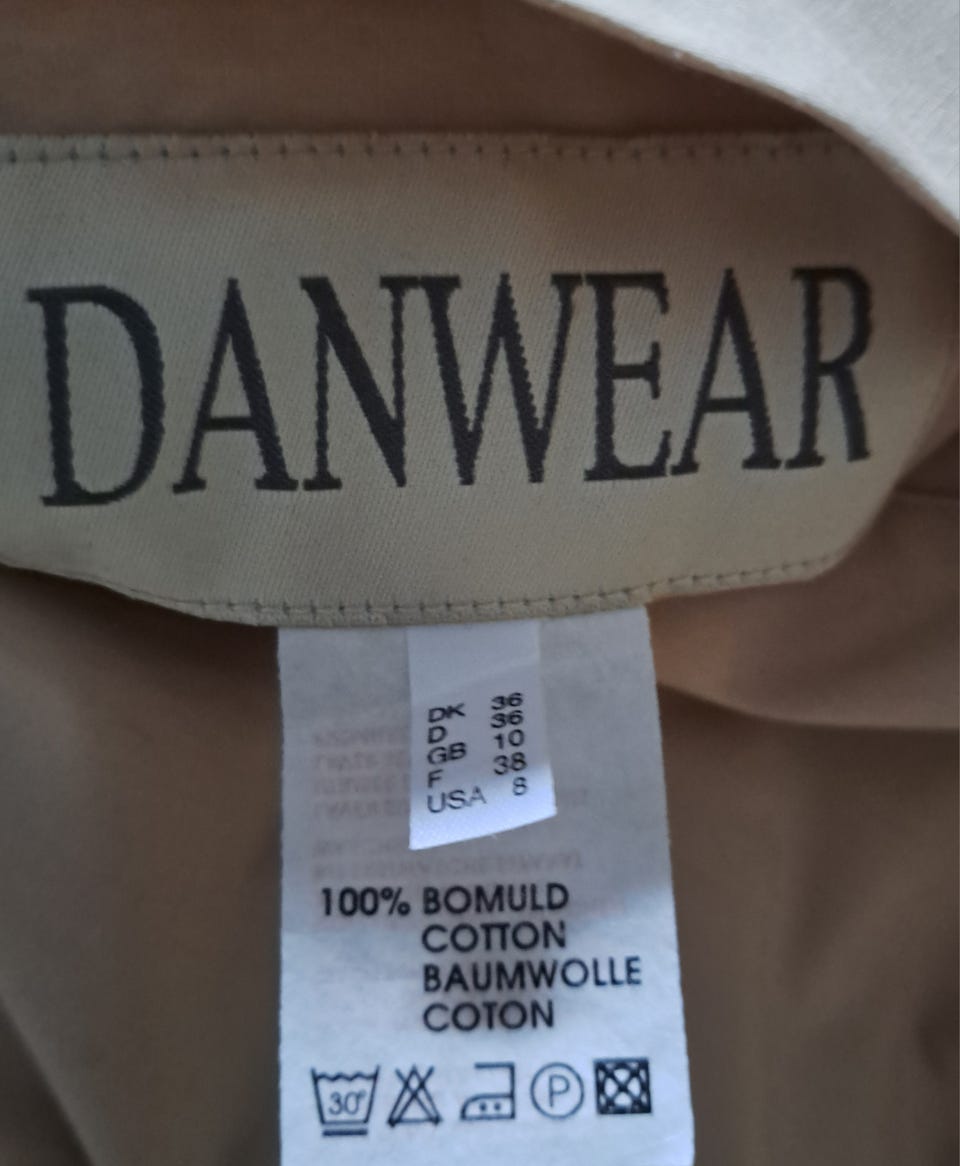 DANWEAR
DK 36
D 36
GB 10
F 38
USA 8
100% BOMULD
COTTON
BAUMWOLLE
COTON
30° P